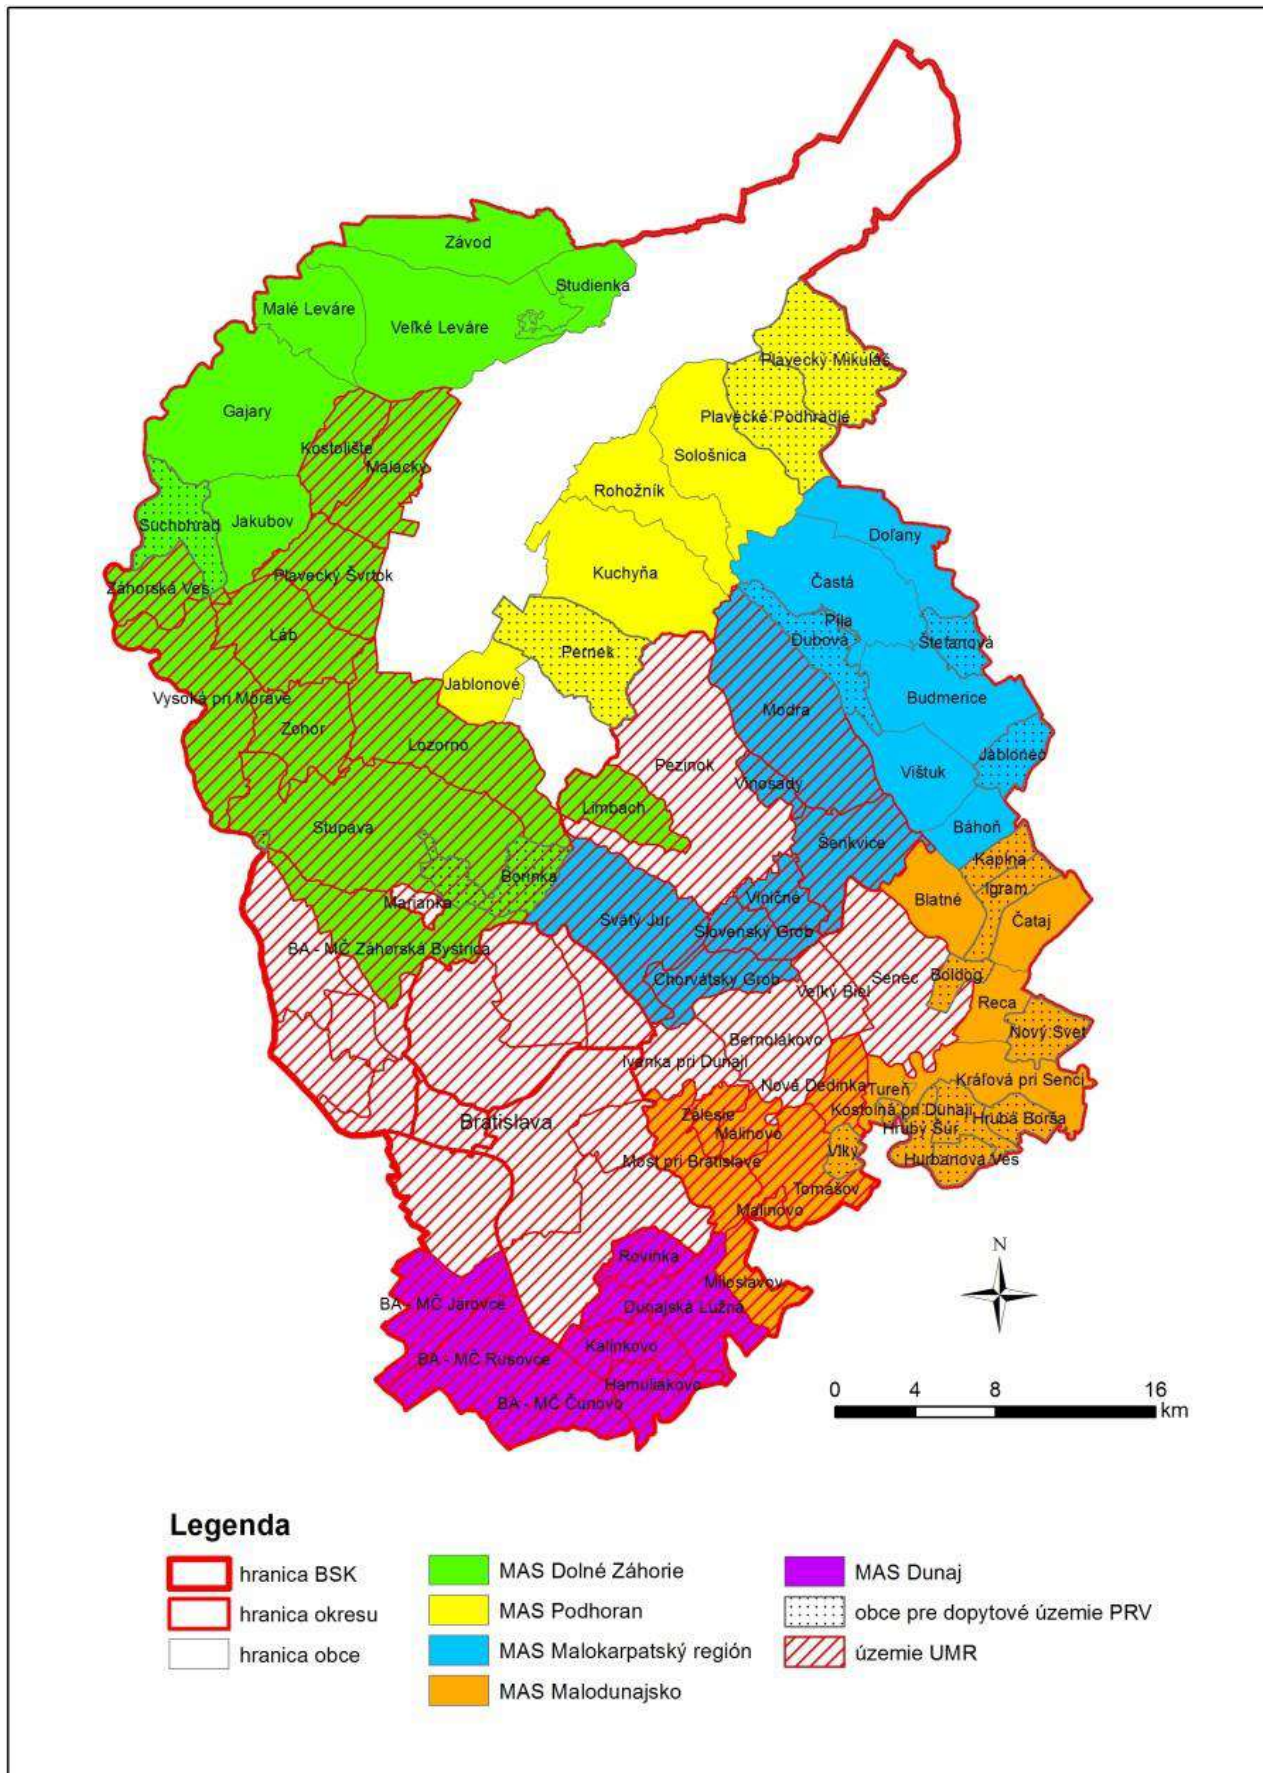 Závod
Studienka
Malé Leváre
Veľké Leváre
Plavecký Mikuláš
Gajary
Plavecké Podhradie
Kostolište
Sološnica
Malacky
Rohožník
Suchohrad
Jakubov
Doľany
Kuchyňa
Plavecký Švrtok
Častá
Záhorská Ves
Píla
Láb
Dubová
Štefanová
Pernek
Jablonové
Budmerice
Vysoká pri Morave
Modra
Zohor
Lozorno
Jablonec
Pezinok
Vištuk
Vinosady
Limbach
Báhoň
Stupava
Šenkvice
Kaplna
Borinka
Igram
Marianka
Viničné
Blatné
Svätý Jur
Čataj
Slovenský Grob
BA - MČ Záhorská Bystrica
Chorvátsky Grob
Senec
Boldog
Veľký Biel
Reca
Nový Svet
Bernolákovo
Ivanka pri Dunaji
Nová Dedinka
Kráľová pri Senci
Tureň
Kostolná pri Dunaji
Zálesie
Hrubá Borša
Bratislava
Malinovo
Hrubý Šúr
Vlky
Most pri Bratislave
Hurbanova Ves
Tomášov
Malinovo
N
Rovinka
Miloslavov
BA - MČ Jarovce
Dunajská Lužná
Kalinkovo
BA - MČ Rusovce
Hamuliakovo
BA - MČ Čunovo
0 4 8 16
km
Legenda
hranica BSK
hranica okresu
hranica obce
MAS Dolné Záhorie
MAS Podhoran
MAS Malokarpatský región
MAS Malodunajsko
MAS Dunaj
obce pre dopytové územie PRV
územie UMR